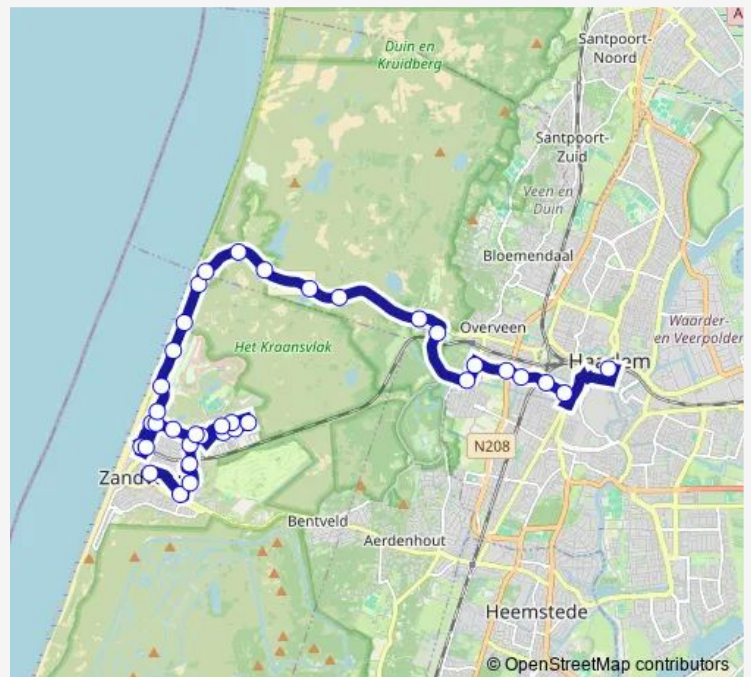 A
Santpoort-
Noord
Duin en
Kruidberg
Santpoort-
Zuid
Veen en
Duin
Bloemendaal
Waarder-
en Veerpolder
Overveen
Het Kraansvlak
N208
Bentveld
Aerdenhout
Heemstede
© OpenStreetMap contributors